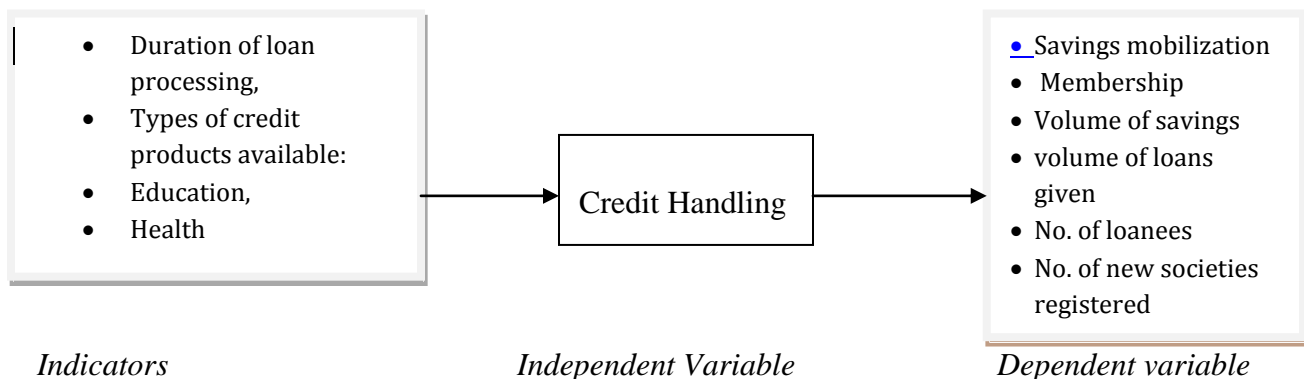 • Duration of loan
processing,
• Types of credit
products available:
• Education,
• Health
Credit Handling
• Savings mobilization
• Membership
• Volume of savings
• volume of loans
given
• No. of loanees
• No. of new societies
registered
Indicators
Independent Variable
Dependent variable